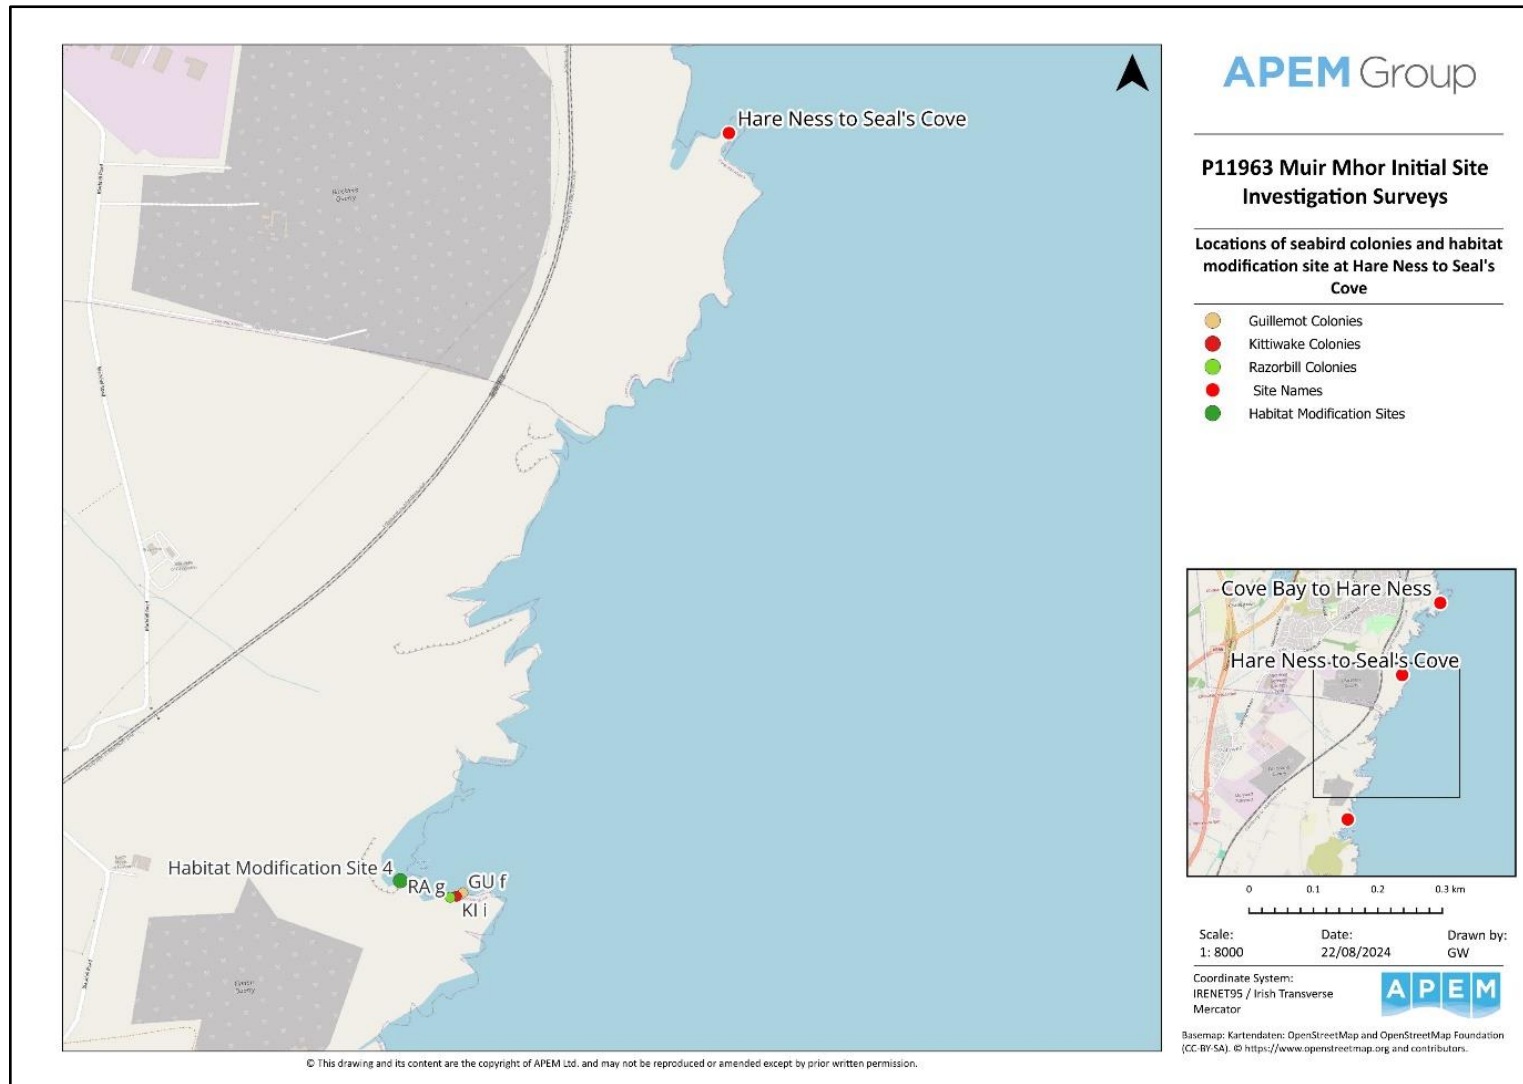 Hare Ness to Seal's Cove
Habitat Modification Site 4
RA g
GU f
KI i
APEM Group
P11963 Muir Mhor Initial Site
Investigation Surveys
Locations of seabird colonies and habitat
modification site at Hare Ness to Seal's
Cove
Guillemot Colonies
Kittiwake Colonies
Razorbill Colonies
Site Names
Habitat Modification Sites
Cove Bay to Hare Ness
Hare Ness to Seal's Cove
0 0.1 0.2 0.3 km
Scale: Date: Drawn by:
1: 8000 22/08/2024 GW
Coordinate System:
IRENET95 / Irish Transverse
Mercator
APEM
Basemap: Kartendaten: OpenStreetMap and OpenStreetMap Foundation
(CC-BY-SA). © https://www.openstreetmap.org and contributors.
© This drawing and its content are the copyright of APEM Ltd. and may not be reproduced or amended except by prior written permission.